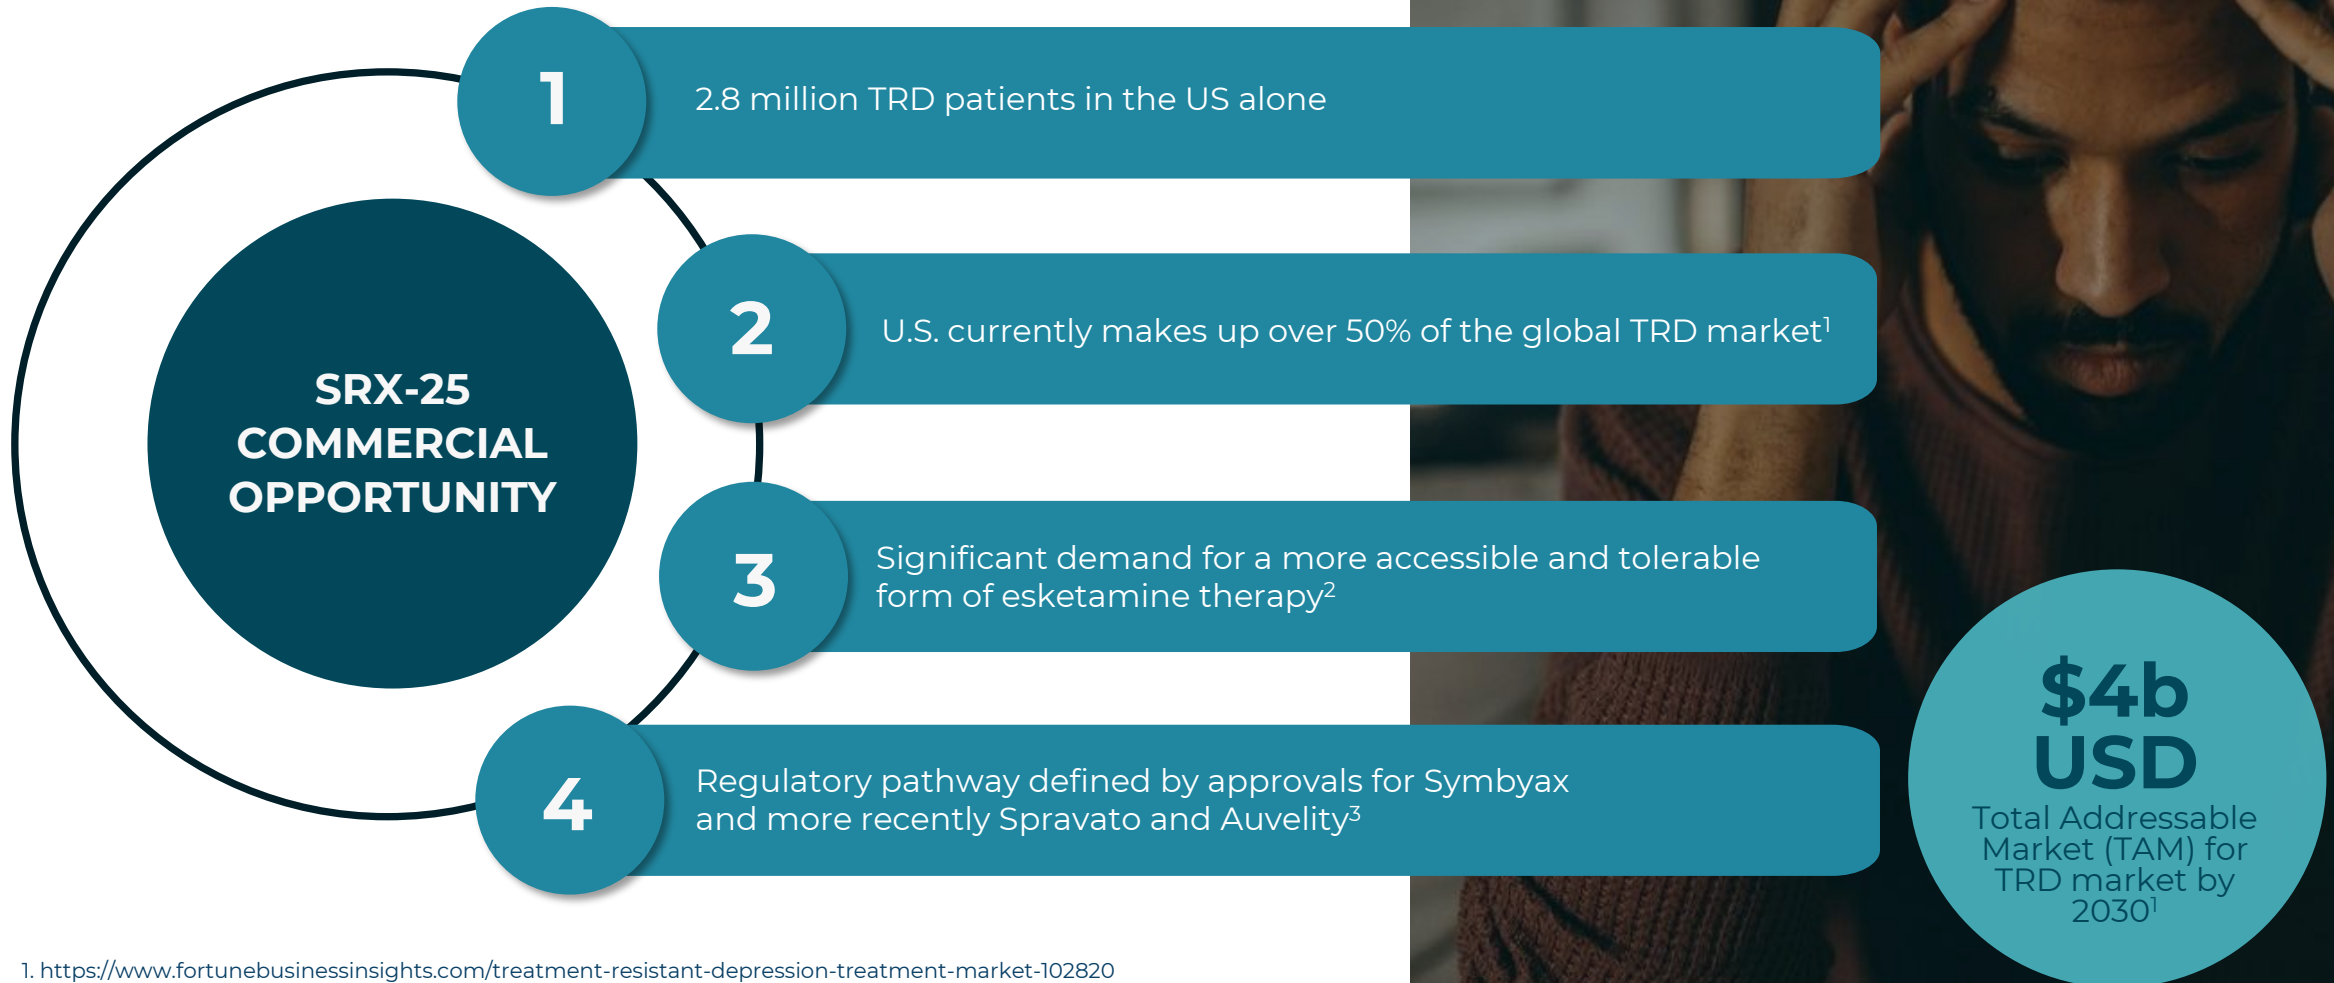 SRX-25
COMMERCIAL
OPPORTUNITY
1
2.8 million TRD patients in the US alone
2
U.S. currently makes up over 50% of the global TRD market¹
3
Significant demand for a more accessible and tolerable
form of esketamine therapy²
4
Regulatory pathway defined by approvals for Symbyax
and more recently Spravato and Auvelity³
$4b
USD
Total Addressable
Market (TAM) for
TRD market by
2030¹
1. https://www.fortunebusinessinsights.com/treatment-resistant-depression-treatment-market-102820